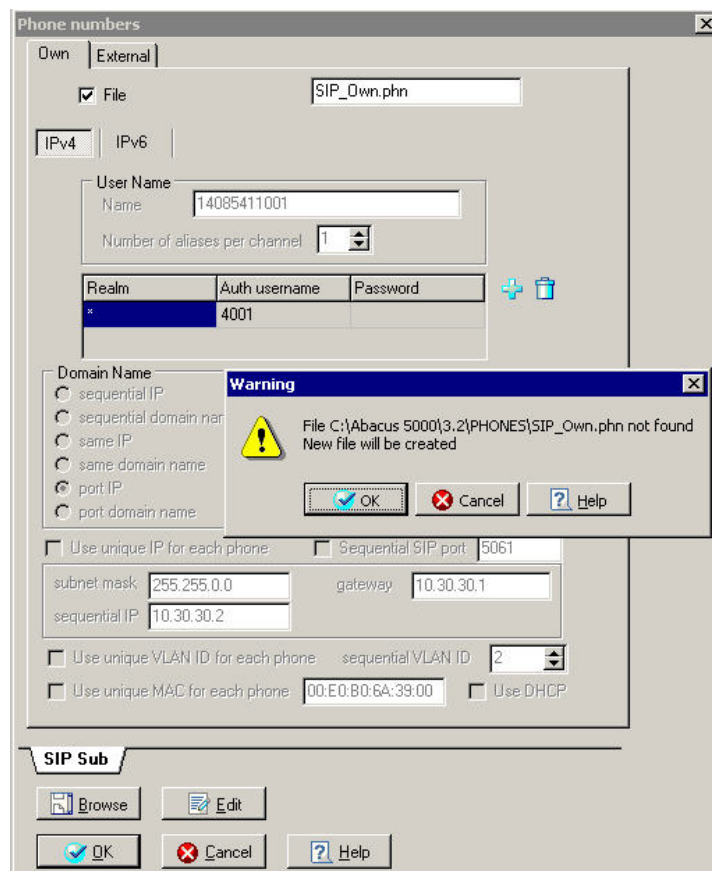 Phone numbers
Own External
File SIP_Own.phn
IPv4 IPv6
User Name
Name 14085411001
Number of aliases per channel 1
Realm Auth username Password
* 4001
Domain Name
sequential IP
sequential domain nar
same IP
same domain name
port IP
port domain name
Warning
File C:\Abacus 5000\3.2\PHONES\SIP_Own.phn not found
New file will be created
OK Cancel Help
Use unique IP for each phone Sequential SIP port 5061
subnet mask 255.255.0.0 gateway 10.30.30.1
sequential IP 10.30.30.2
Use unique VLAN ID for each phone sequential VLAN ID 2
Use unique MAC for each phone 00:E0:B0:6A:39:00 Use DHCP
SIP Sub
Browse Edit
OK Cancel Help